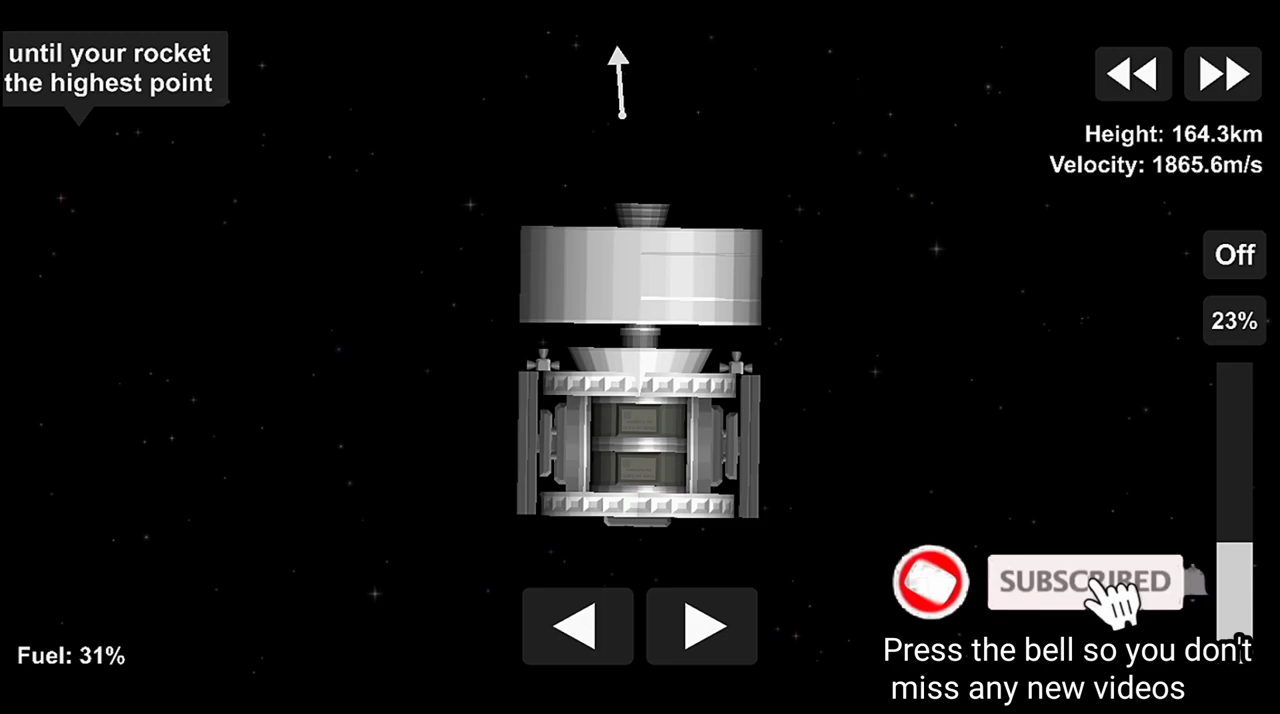 until your rocket
the highest point
Height: 164.3km
Velocity: 1865.6m/s
Off
23%
SUBSCRIBED
Press the bell so you don't
miss any new videos
Fuel: 31%